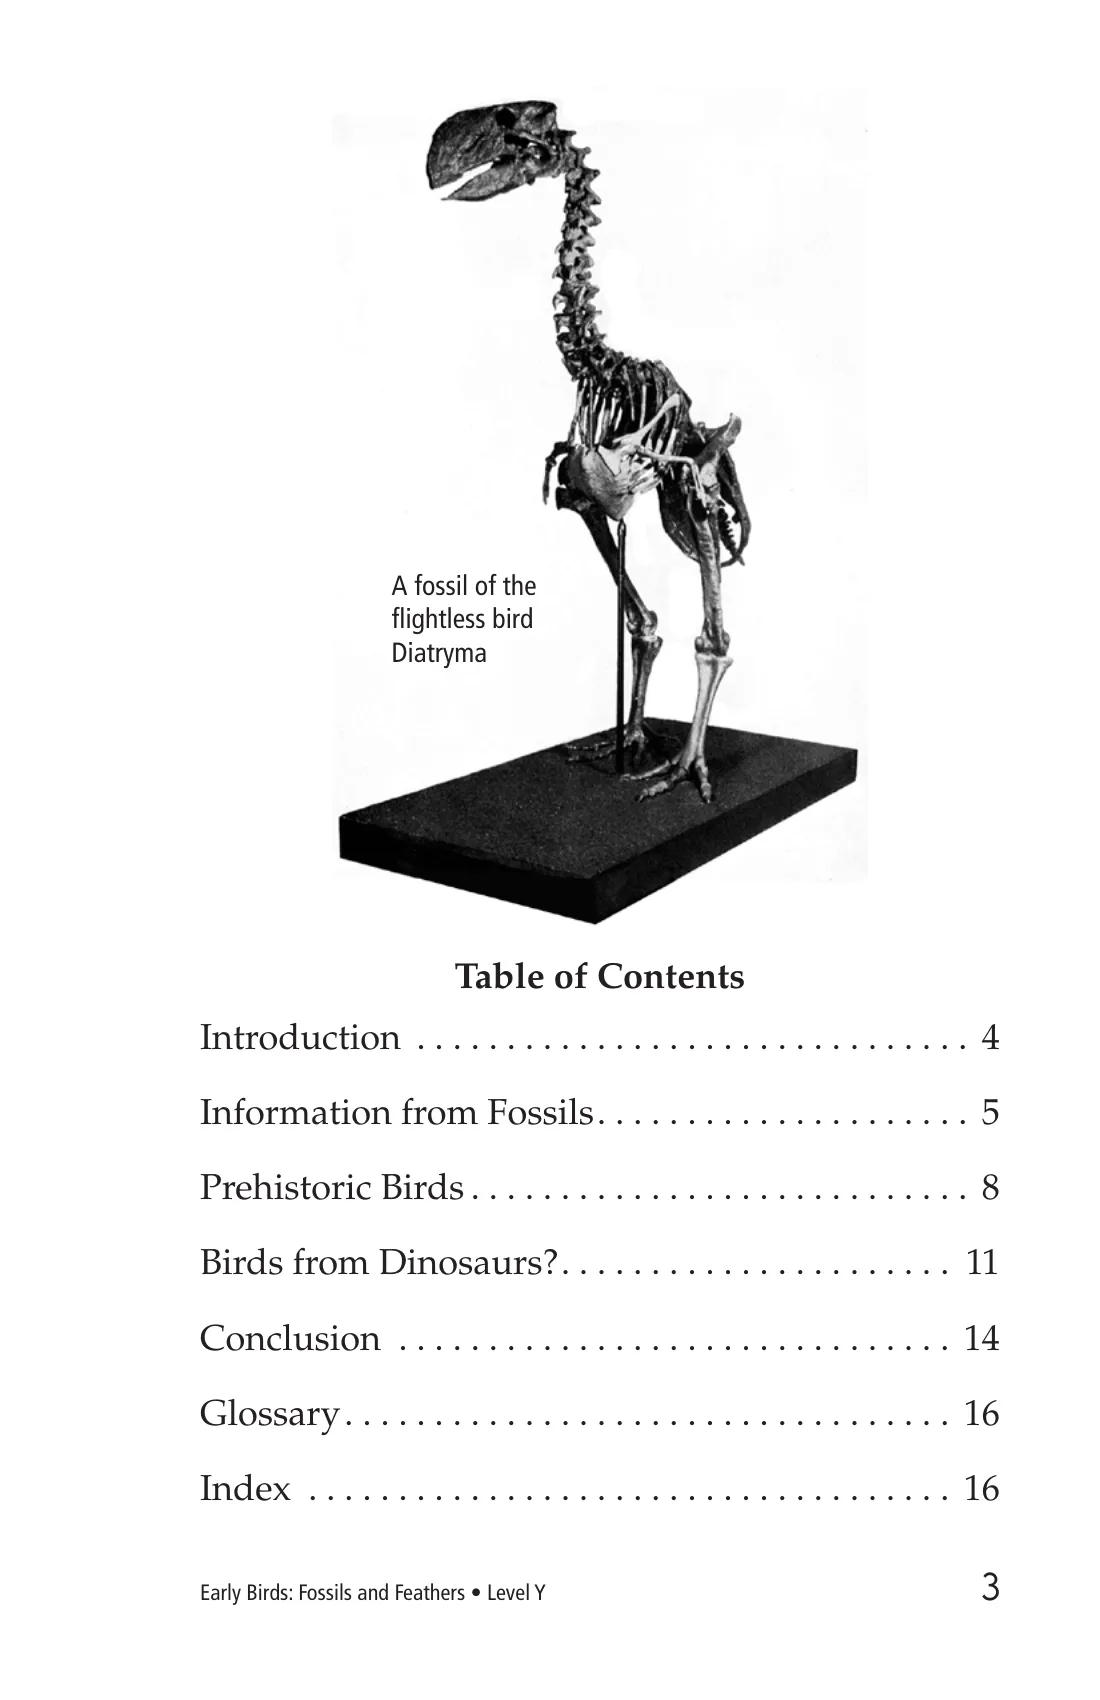 A fossil of the
flightless bird
Diatryma
Table of Contents
Introduction . . . . . . . . . . . . . . . . . . . . . . . . . . . . . . . 4
Information from Fossils. . . . . . . . . . . . . . . . . . . . . 5
Prehistoric Birds . . . . . . . . . . . . . . . . . . . . . . . . . . . . 8
Birds from Dinosaurs?. . . . . . . . . . . . . . . . . . . . . . 11
Conclusion . . . . . . . . . . . . . . . . . . . . . . . . . . . . . . . 14
Glossary. . . . . . . . . . . . . . . . . . . . . . . . . . . . . . . . . . 16
Index . . . . . . . . . . . . . . . . . . . . . . . . . . . . . . . . . . . . 16
Early Birds: Fossils and Feathers • Level Y 3